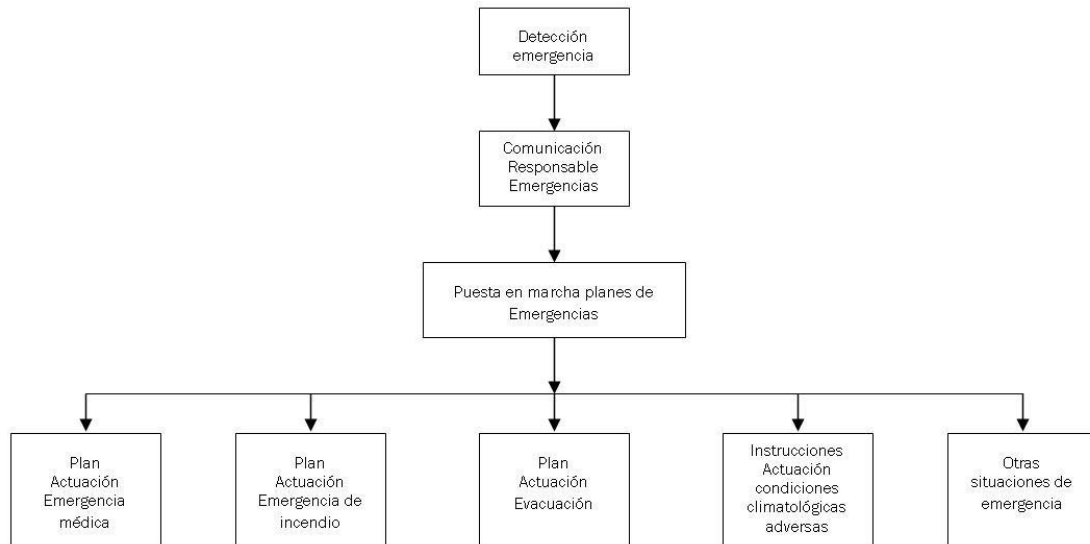 Detección
emergencia
Comunicación
Responsable
Emergencias
Puesta en marcha planes de
Emergencias
Plan
Actuación
Emergencia
médica
Plan
Actuación
Emergencia de
incendio
Plan
Actuación
Evacuación
Instrucciones
Actuación
condiciones
climatológicas
adversas
Otras
situaciones de
emergencia